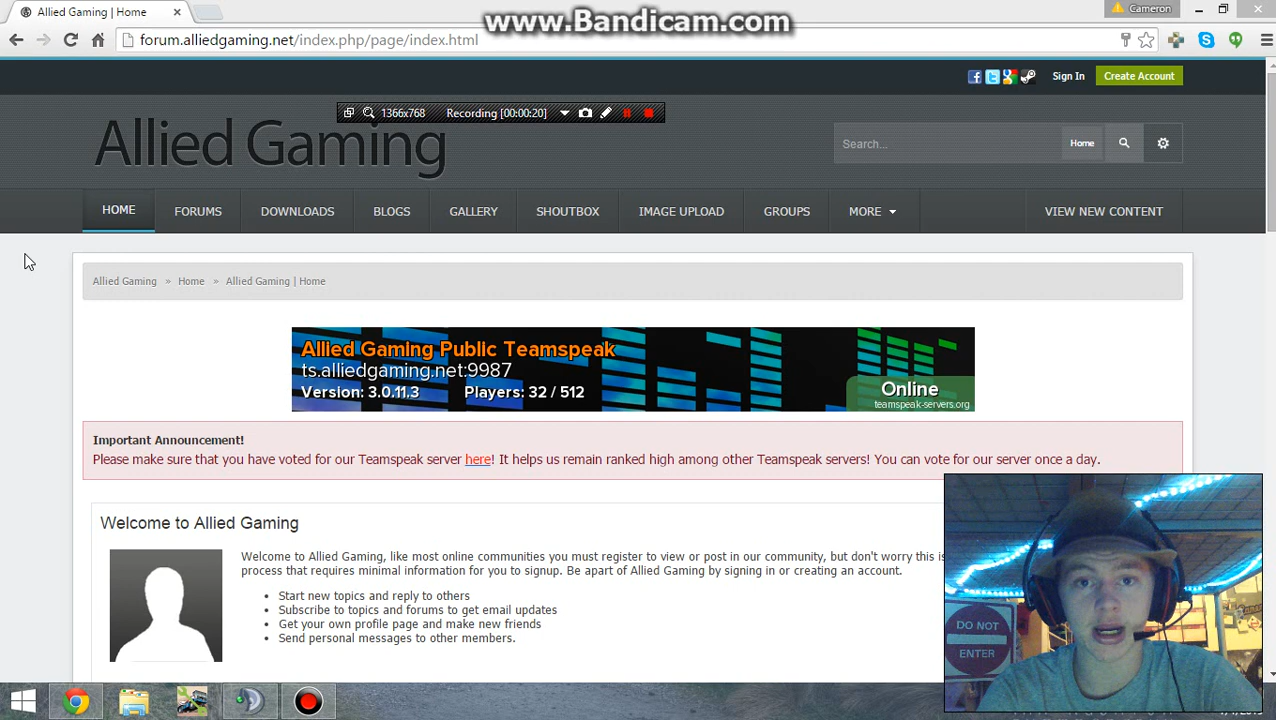 Allied Gaming | Home
www.Bandicam.com
Cameron
forum.alliedgaming.net/index.php/page/index.html
Sign In
Create Account
1366x768
Recording [00:00:20]
Allied Gaming
Search...
Home
HOME
FORUMS
DOWNLOADS
BLOGS
GALLERY
SHOUTBOX
IMAGE UPLOAD
GROUPS
MORE
VIEW NEW CONTENT
Allied Gaming » Home » Allied Gaming | Home
Allied Gaming Public Teamspeak
ts.alliedgaming.net:9987
Version: 3.0.11.3 Players: 32 / 512
Online
teamspeak-servers.org
Important Announcement!
Please make sure that you have voted for our Teamspeak server here! It helps us remain ranked high among other Teamspeak servers! You can vote for our server once a day.
Welcome to Allied Gaming
Welcome to Allied Gaming, like most online communities you must register to view or post in our community, but don't worry this is
process that requires minimal information for you to signup. Be apart of Allied Gaming by signing in or creating an account.
• Start new topics and reply to others
• Subscribe to topics and forums to get email updates
• Get your own profile page and make new friends
• Send personal messages to other members.
DO NOT
ENTER